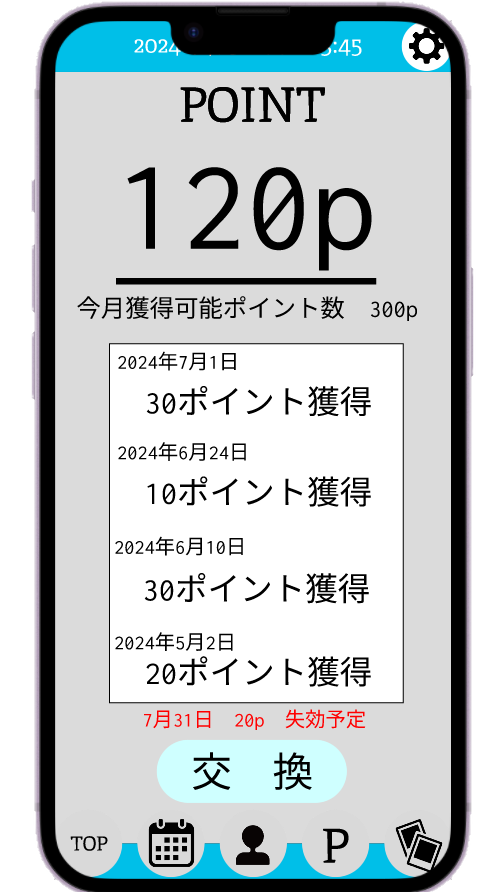 2024
:45
POINT
120p
今月獲得可能ポイント数　300p
2024年7月1日
30ポイント獲得
2024年6月24日
10ポイント獲得
2024年6月10日
30ポイント獲得
2024年5月2日
20ポイント獲得
7月31日　20p　失効予定
交　換
TOP
P